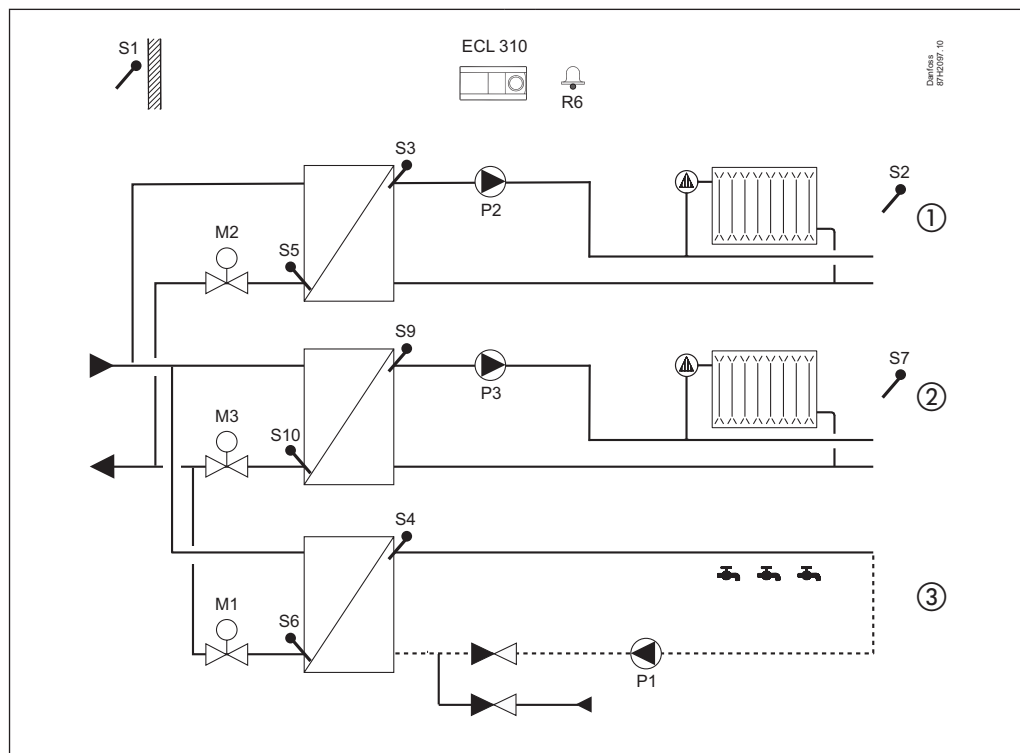 S1
ECL 310
R6
Danfoss
87H2097.10
S3
P2
S2
①
M2
S5
S9
P3
S7
②
M3
S10
S4
③
M1
S6
P1